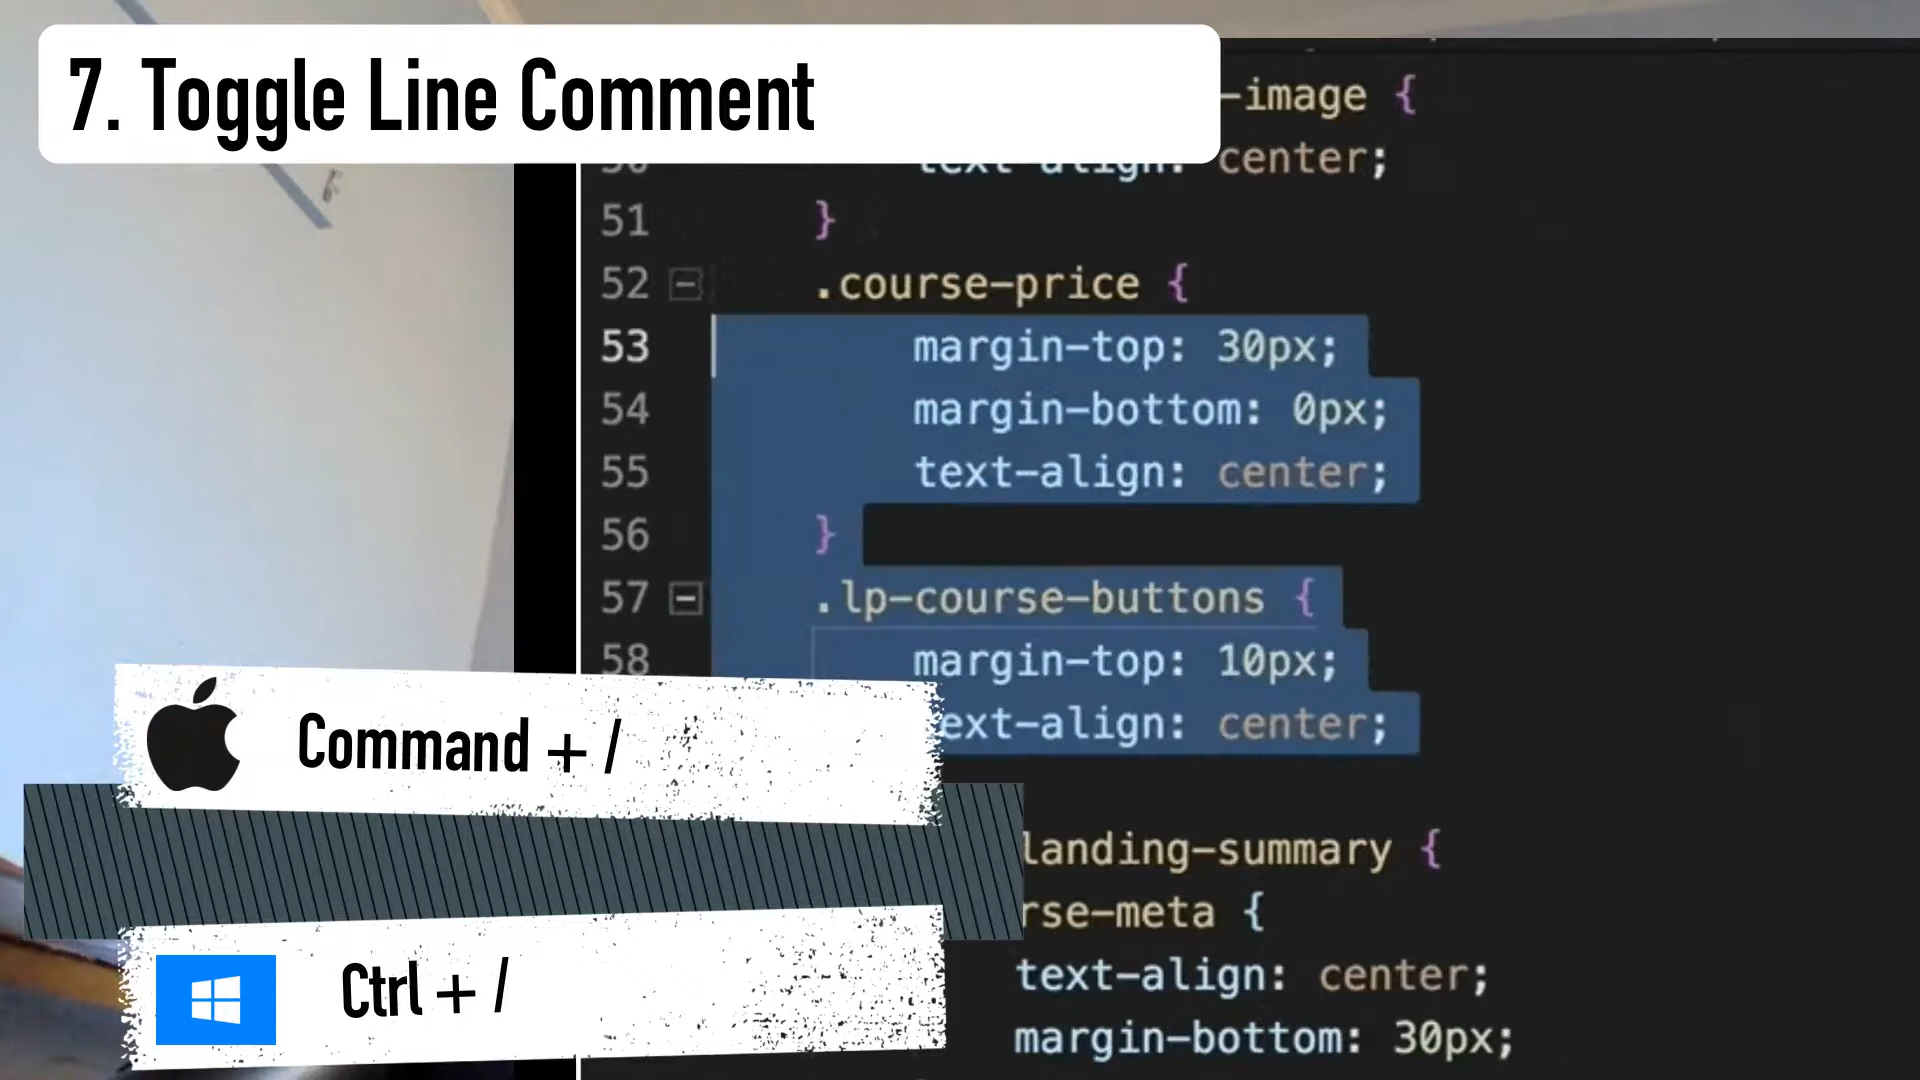 7. Toggle Line Comment
-image {
text-align: center;
51 }
52 .course-price {
53 margin-top: 30px;
54 margin-bottom: 0px;
55 text-align: center;
56 }
57 .lp-course-buttons {
58 margin-top: 10px;
ext-align: center;
landing-summary {
rse-meta {
text-align: center;
margin-bottom: 30px;
Command + /
Ctrl + /